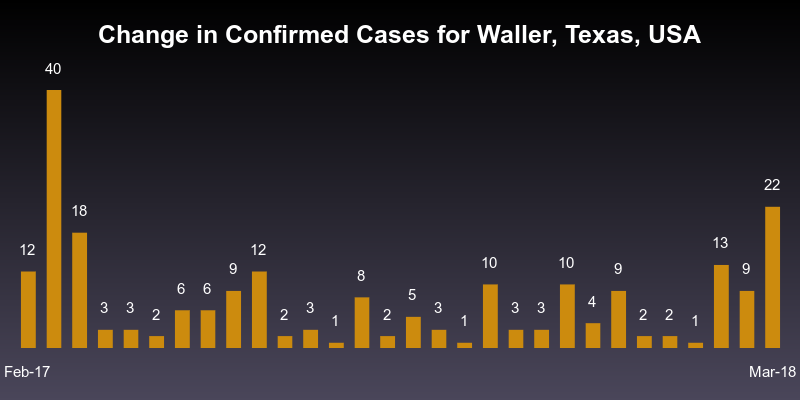 Change in Confirmed Cases for Waller, Texas, USA
12 40 18 3 3 2 6 6 9 12 2 3 1 8 2 5 3 1 10 3 3 10 4 9 2 2 1 13 9 22
Feb-17 Mar-18